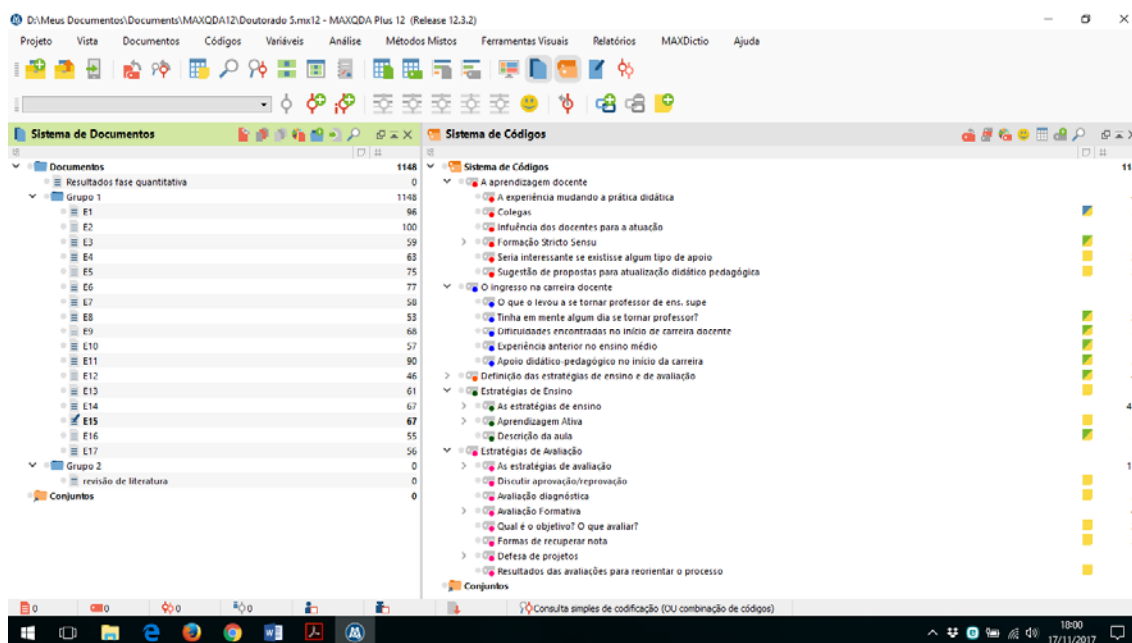 D:\Meus Documentos\Documents\MAXQDA12\Doutorado 5.mx12 - MAXQDA Plus 12 (Release 12.3.2)
Projeto Vista Documentos Códigos Variáveis Análise Métodos Mistos Ferramentas Visuais Relatórios MAXDictio Ajuda
Sistema de Documentos
Documentos 1148
Resultados fase quantitativa 0
Grupo 1 1148
E1 96
E2 100
E3 59
E4 63
E5 75
E6 77
E7 58
E8 53
E9 68
E10 57
E11 90
E12 46
E13 61
E14 67
E15 67
E16 55
E17 56
Grupo 2 0
revisão de literatura 0
Conjuntos 0
Sistema de Códigos
Sistema de Códigos 11
A aprendizagem docente
A experiência mudando a prática didática
Colegas
Infuência dos docentes para a atuação
Formação Stricto Sensu
Seria interessante se existisse algum tipo de apoio
Sugestão de propostas para atualização didático pedagógica
O ingresso na carreira docente
O que o levou a se tornar professor de ens. supe
Tinha em mente algum dia se tornar professor?
Dificuldades encontradas no início de carreira docente
Experiência anterior no ensino médio
Apoio didático-pedagógico no início da carreira
Definição das estratégias de ensino e de avaliação
Estratégias de Ensino
As estratégias de ensino 4
Aprendizagem Ativa
Descrição da aula
Estratégias de Avaliação
As estratégias de avaliação 1
Discutir aprovação/reprovação
Avaliação diagnóstica
Avaliação Formativa
Qual é o objetivo? O que avaliar?
Formas de recuperar nota
Defesa de projetos
Resultados das avaliações para reorientar o processo
Conjuntos
0 0 0 0 Consulta simples de codificação (OU combinação de códigos)
18:00
17/11/2017